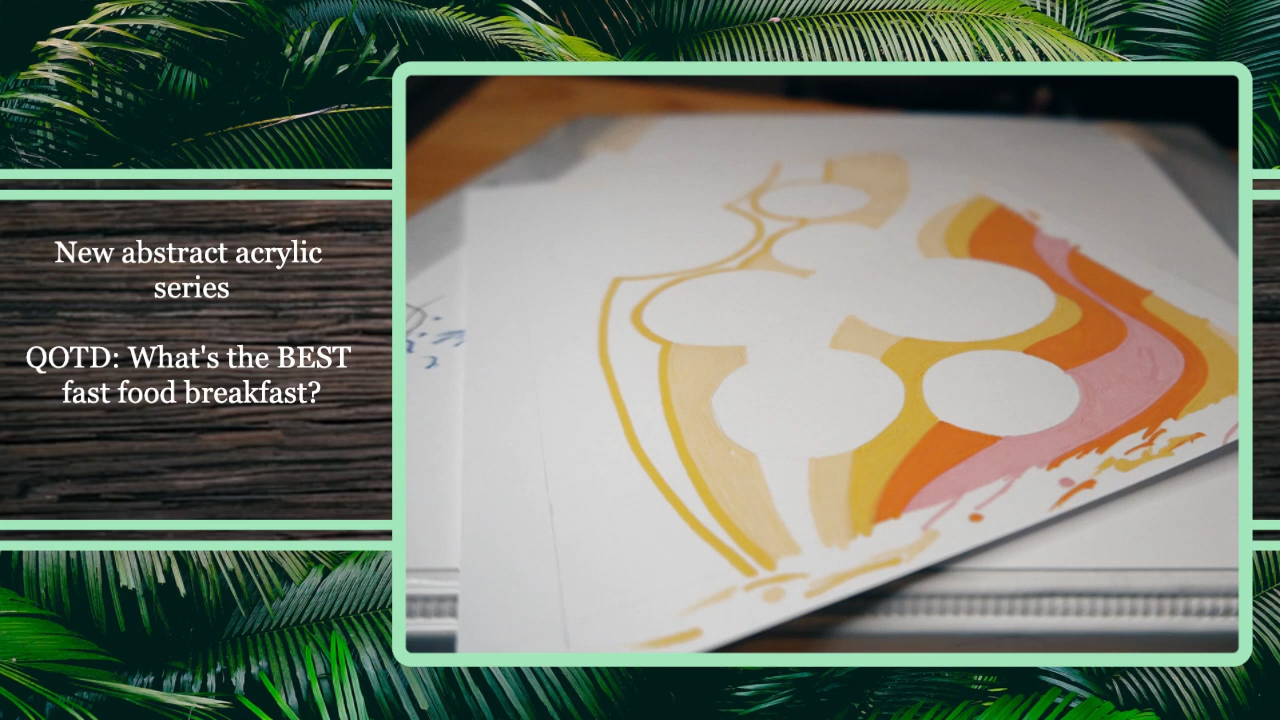 New abstract acrylic
series
QOTD: What's the BEST
fast food breakfast?